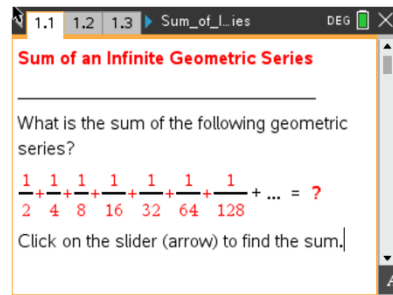 1.1 1.2 1.3 Sum_of_I...ies DEG
Sum of an Infinite Geometric Series
What is the sum of the following geometric
series?
1/2 + 1/4 + 1/8 + 1/16 + 1/32 + 1/64 + 1/128 + ... = ?
Click on the slider (arrow) to find the sum.